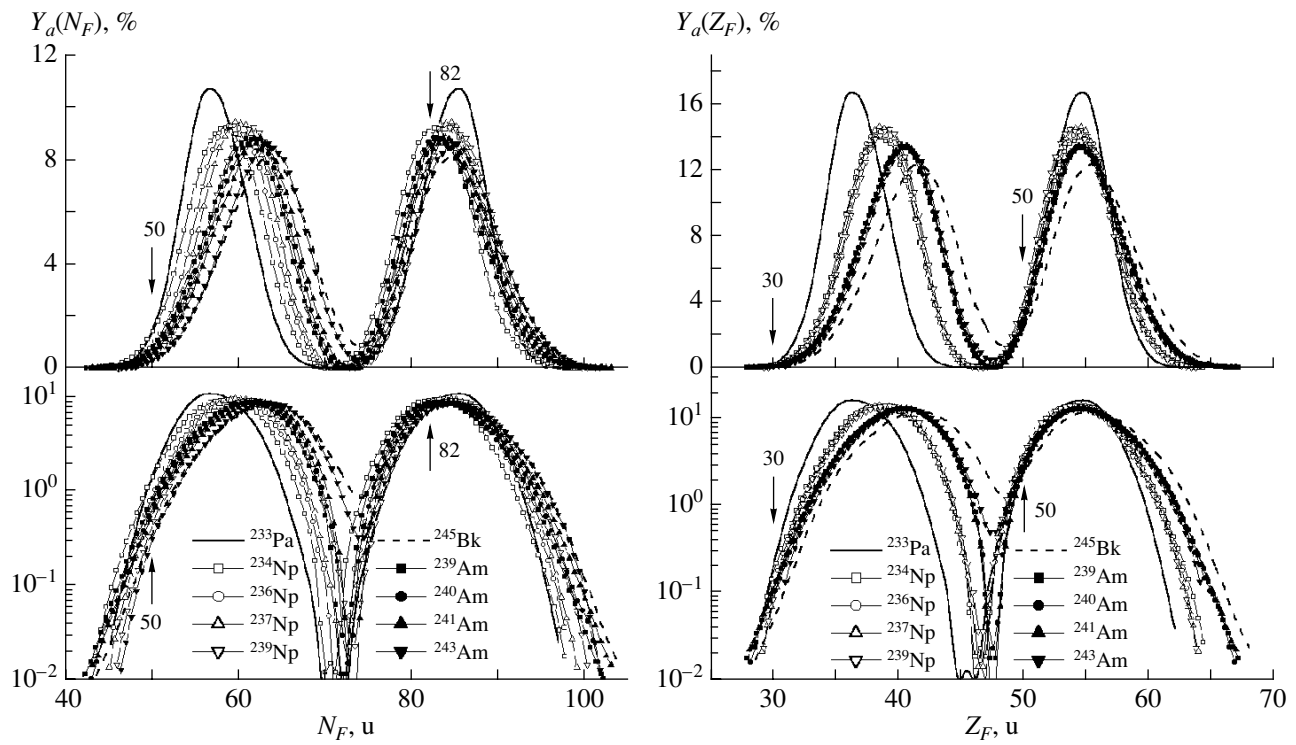 Y_a(N_F), %
12
8
4
0
50
82
10^1
10^0
10^–1
10^–2
50
82
^233Pa
^234Np
^236Np
^237Np
^239Np
^245Bk
^239Am
^240Am
^241Am
^243Am
40 60 80 100
N_F, u
Y_a(Z_F), %
16
12
8
4
0
30
50
10^1
10^0
10^–1
10^–2
30
50
^233Pa
^234Np
^236Np
^237Np
^239Np
^245Bk
^239Am
^240Am
^241Am
^243Am
30 40 50 60 70
Z_F, u